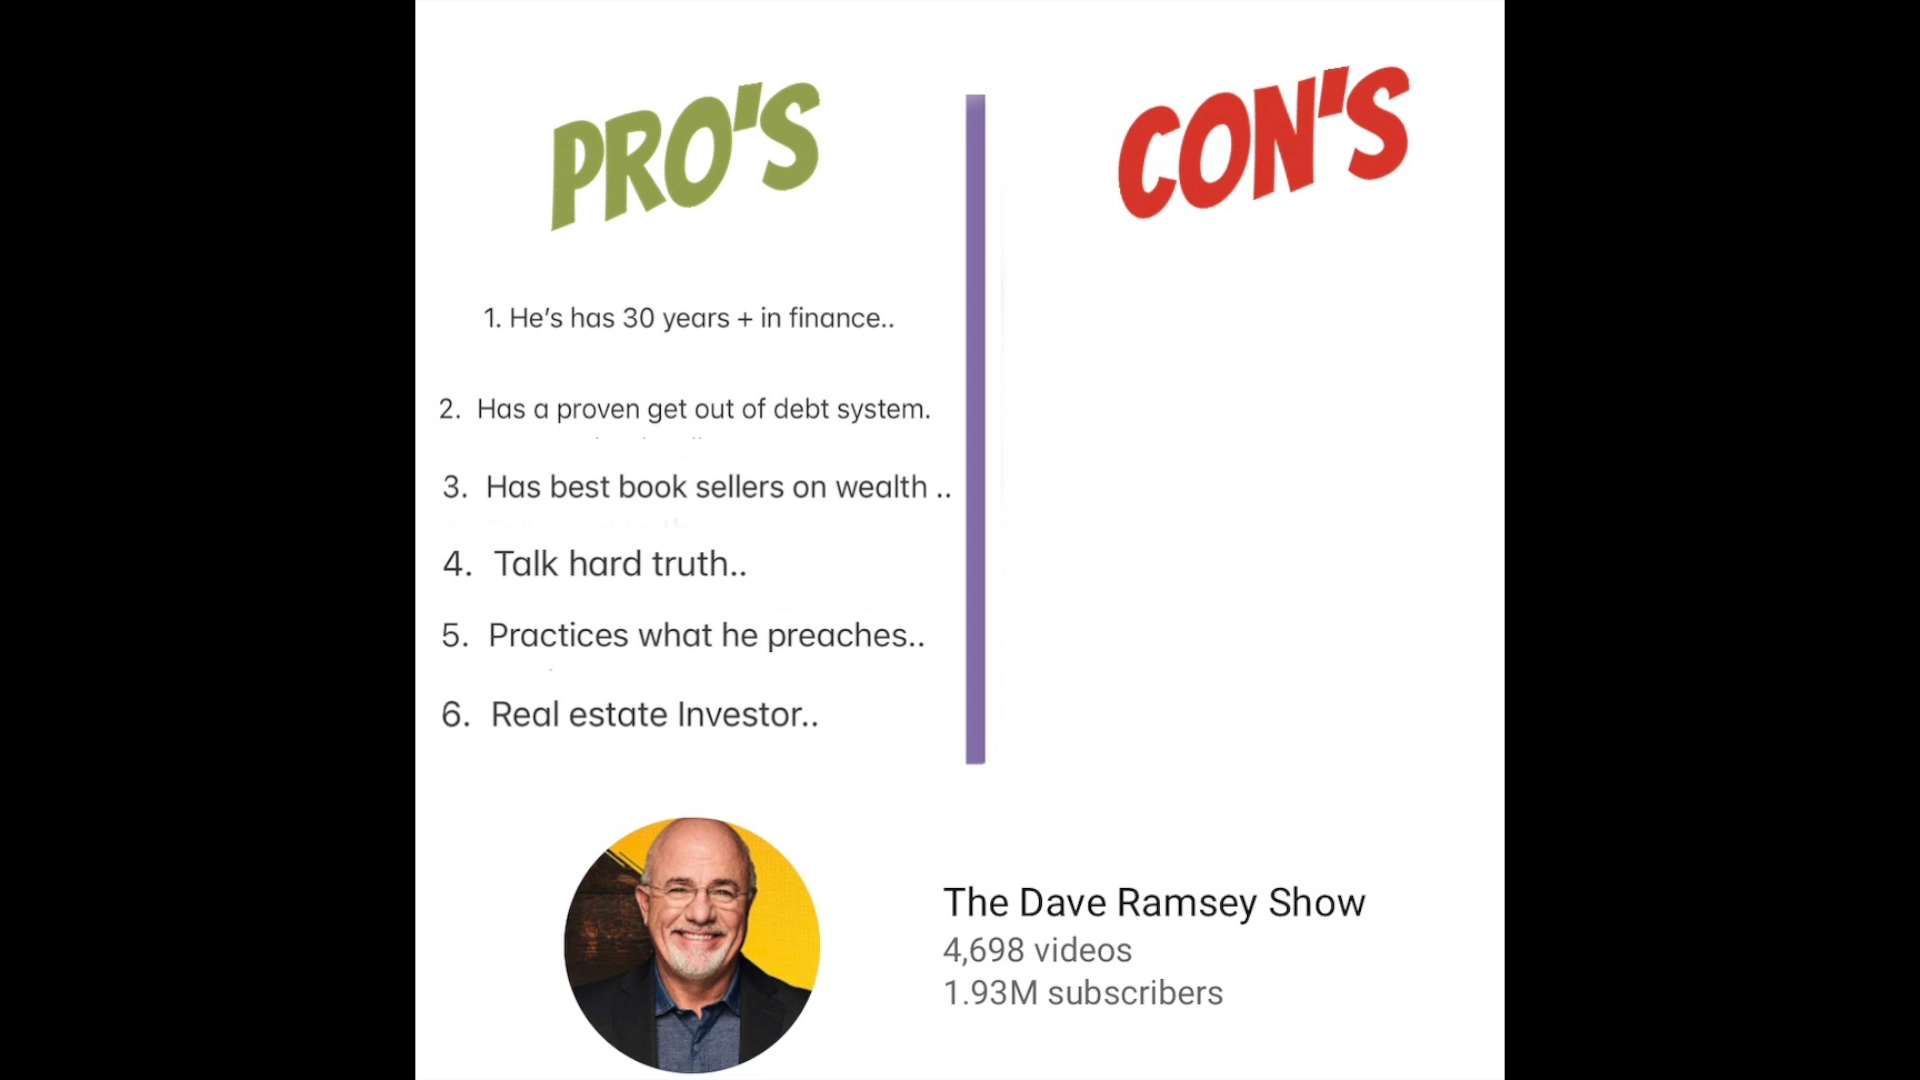 PRO'S
CON'S
1. He's has 30 years + in finance..
2. Has a proven get out of debt system.
3. Has best book sellers on wealth ..
4. Talk hard truth..
5. Practices what he preaches..
6. Real estate Investor..
The Dave Ramsey Show
4,698 videos
1.93M subscribers